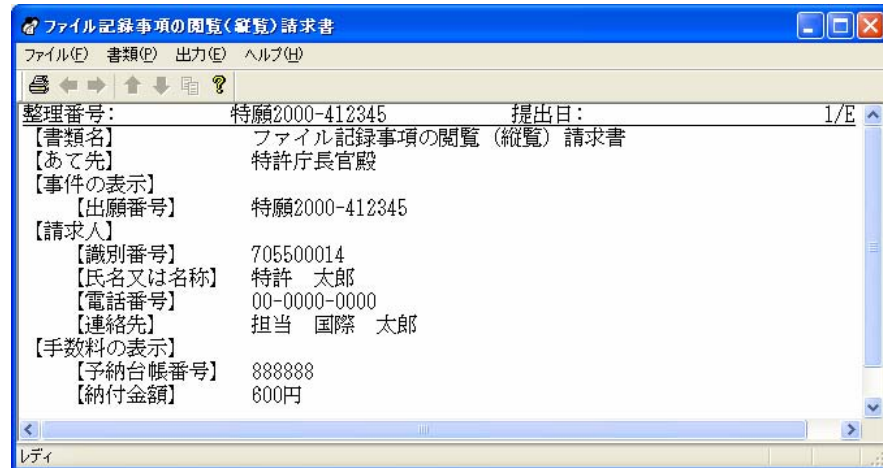 ファイル記録事項の閲覧(縦覧)請求書
ファイル(F) 書類(P) 出力(E) ヘルプ(H)
整理番号: 特願2000-412345 提出日: 1/E
【書類名】 ファイル記録事項の閲覧(縦覧)請求書
【あて先】 特許庁長官殿
【事件の表示】
【出願番号】 特願2000-412345
【請求人】
【識別番号】 705500014
【氏名又は名称】 特許 太郎
【電話番号】 00-0000-0000
【連絡先】 担当 国際 太郎
【手数料の表示】
【予納台帳番号】 888888
【納付金額】 600円
レディ